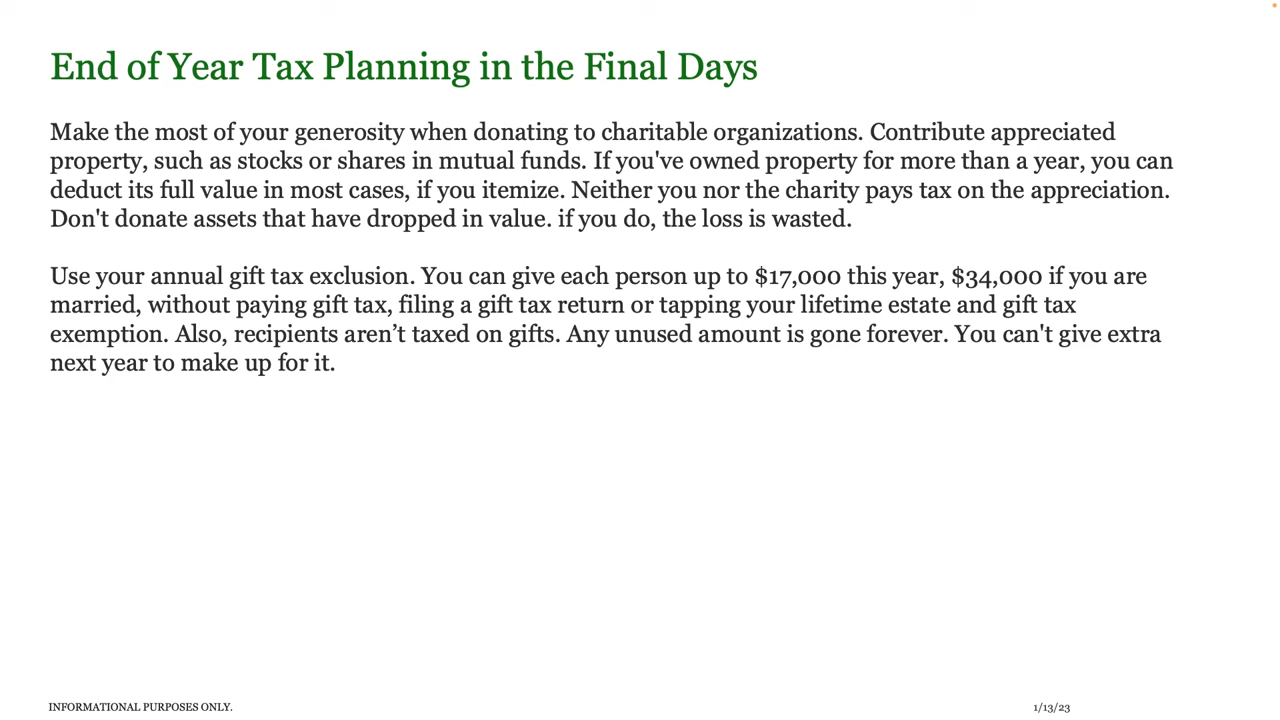 End of Year Tax Planning in the Final Days
Make the most of your generosity when donating to charitable organizations. Contribute appreciated
property, such as stocks or shares in mutual funds. If you've owned property for more than a year, you can
deduct its full value in most cases, if you itemize. Neither you nor the charity pays tax on the appreciation.
Don't donate assets that have dropped in value. if you do, the loss is wasted.
Use your annual gift tax exclusion. You can give each person up to $17,000 this year, $34,000 if you are
married, without paying gift tax, filing a gift tax return or tapping your lifetime estate and gift tax
exemption. Also, recipients aren’t taxed on gifts. Any unused amount is gone forever. You can't give extra
next year to make up for it.
INFORMATIONAL PURPOSES ONLY.
1/13/23